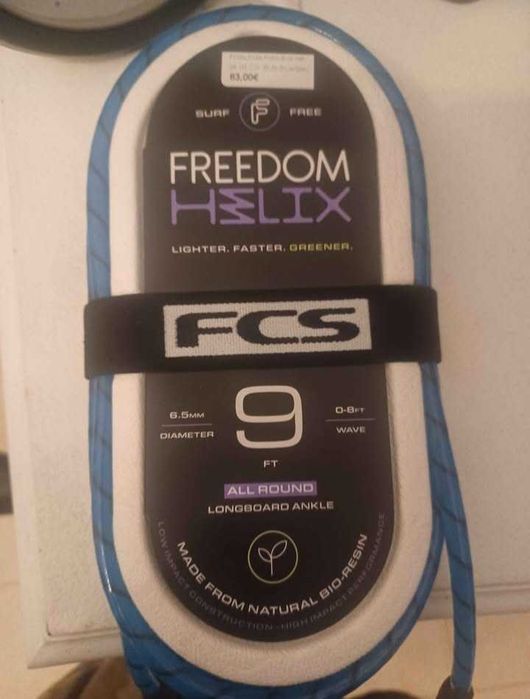 83,00€
SURF F FREE
FREEDOM
HELIX
LIGHTER. FASTER. GREENER.
FCS
6.5MM
DIAMETER
9
FT
0-8FT
WAVE
ALL ROUND
LONGBOARD ANKLE
MADE FROM NATURAL BIO-RESIN
LOW IMPACT CONSTRUCTION - HIGH IMPACT PERFORMANCE